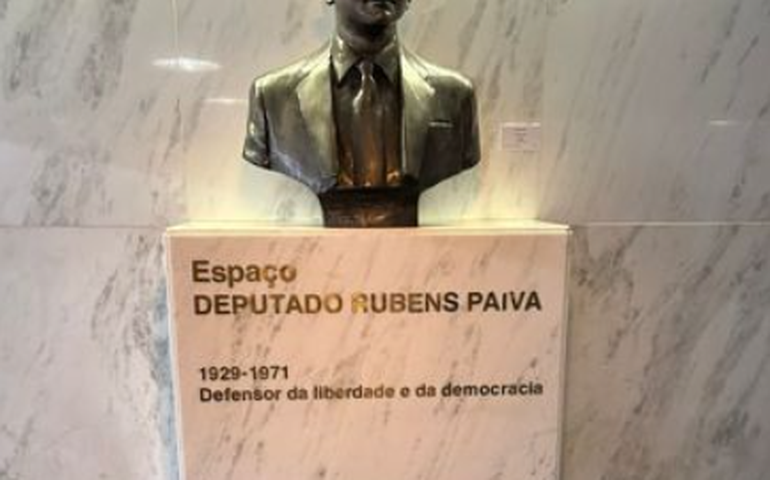 Espaço
DEPUTADO RUBENS PAIVA
1929-1971
Defensor da liberdade e da democracia